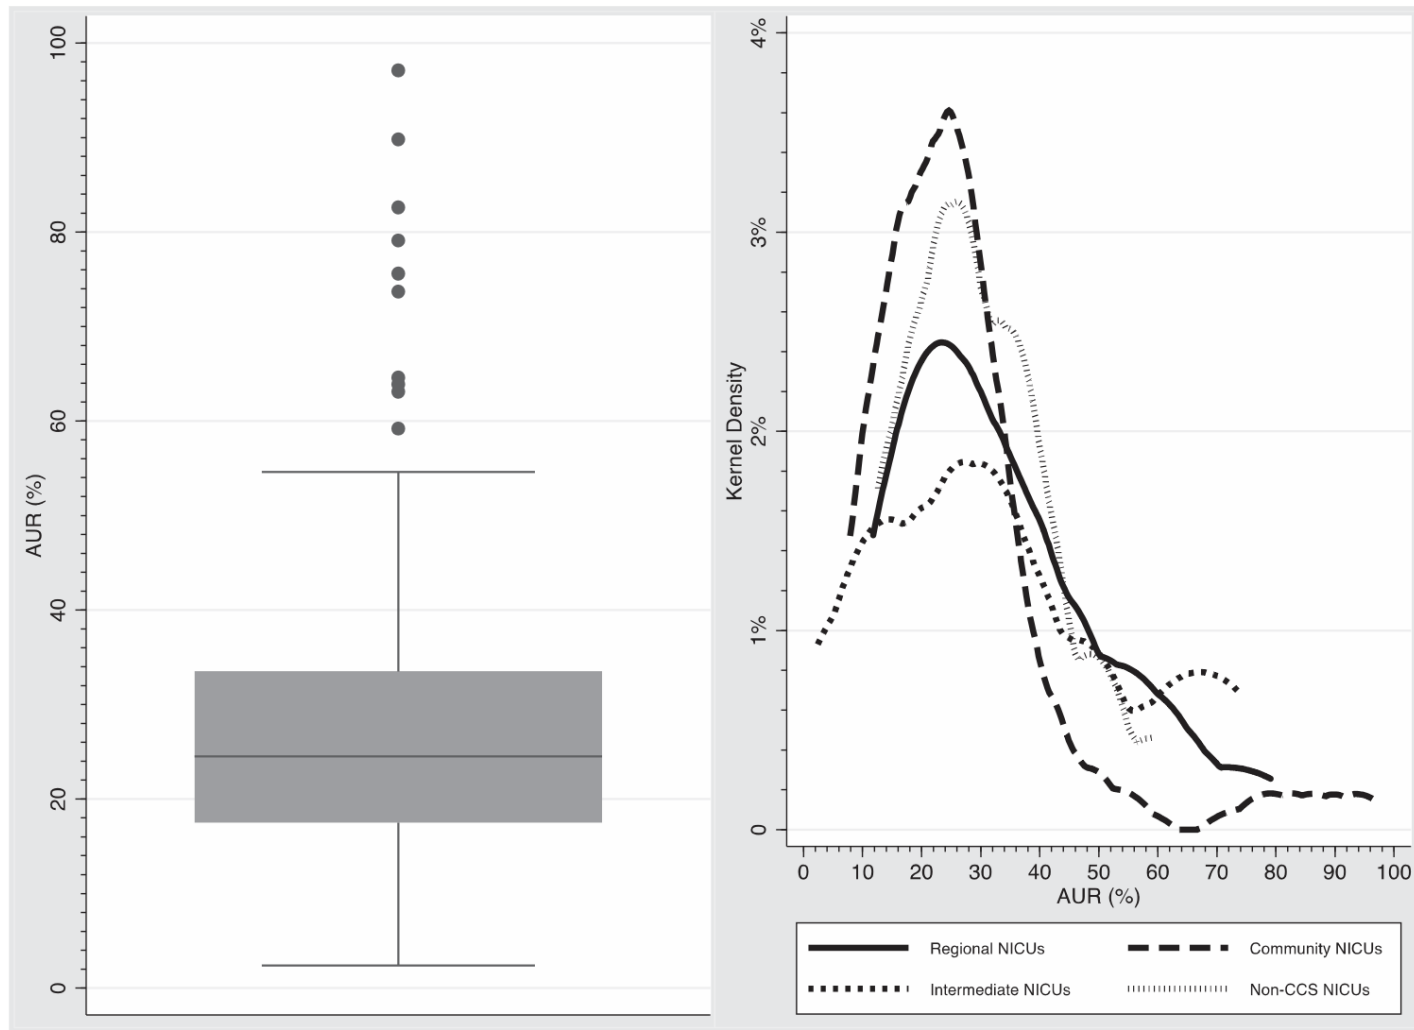 100
80
60
40
20
0
AUR (%)
4%
3%
2%
1%
0
Kernel Density
0 10 20 30 40 50 60 70 80 90 100
AUR (%)
Regional NICUs Community NICUs
Intermediate NICUs Non-CCS NICUs